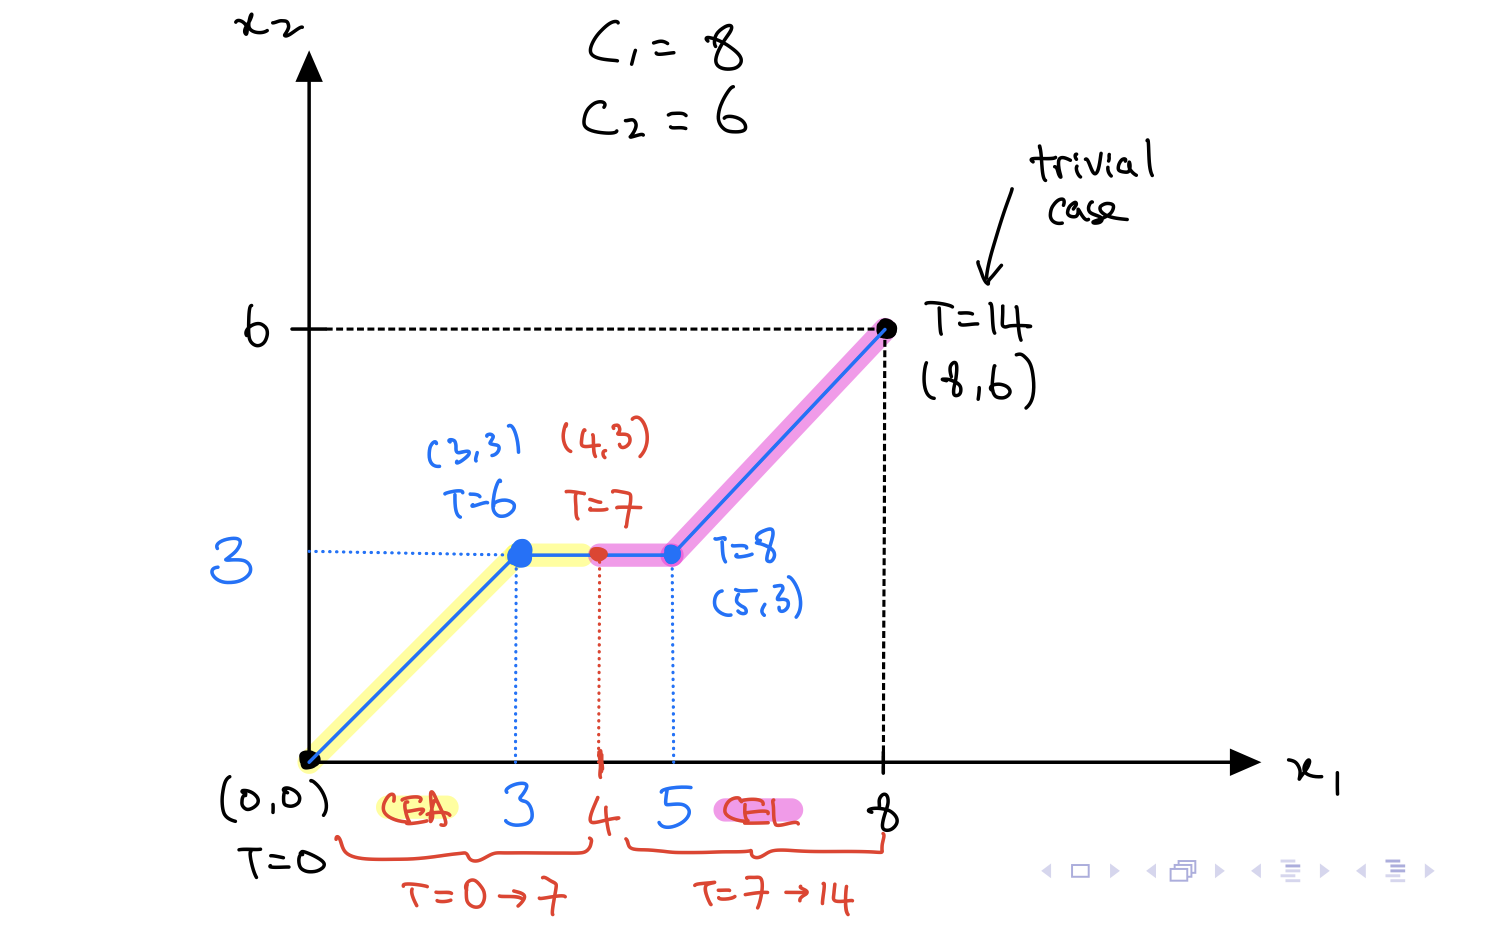 x2
C1 = 8
C2 = 6
trivial
case
6
T=14
(8,6)
(3,3)
(4,3)
T=6
T=7
3
T=8
(5,3)
(0,0)
CEA
3
4
5
CEL
8
x1
T=0
T=0→7
T=7→14